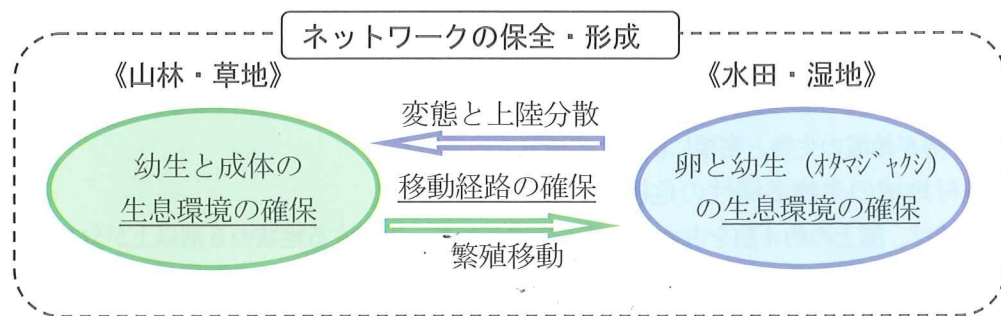 ネットワークの保全・形成
《山林・草地》
《水田・湿地》
変態と上陸分散
幼生と成体の
生息環境の確保
移動経路の確保
繁殖移動
卵と幼生（ｵﾀﾏｼﾞｬｸｼ）
の生息環境の確保